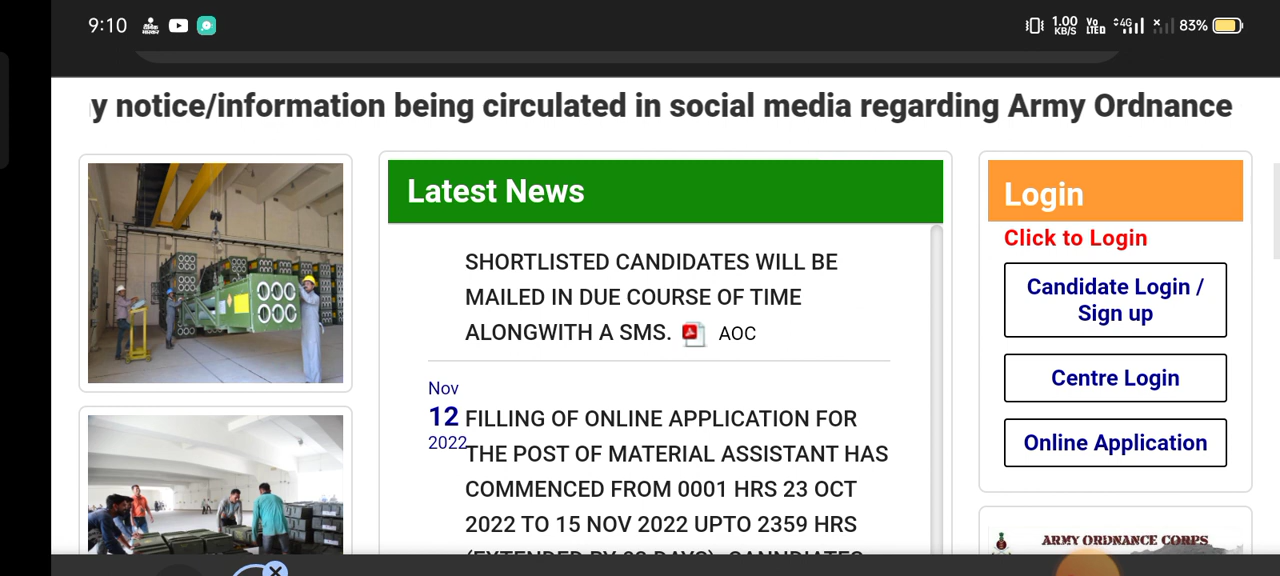 9:10
1.00 KB/S
Vo LTED
4G
83%
y notice/information being circulated in social media regarding Army Ordnance
Latest News
SHORTLISTED CANDIDATES WILL BE
MAILED IN DUE COURSE OF TIME
ALONGWITH A SMS. AOC
Nov
12
2022
FILLING OF ONLINE APPLICATION FOR
THE POST OF MATERIAL ASSISTANT HAS
COMMENCED FROM 0001 HRS 23 OCT
2022 TO 15 NOV 2022 UPTO 2359 HRS
Login
Click to Login
Candidate Login /
Sign up
Centre Login
Online Application
ARMY ORDNANCE CORPS